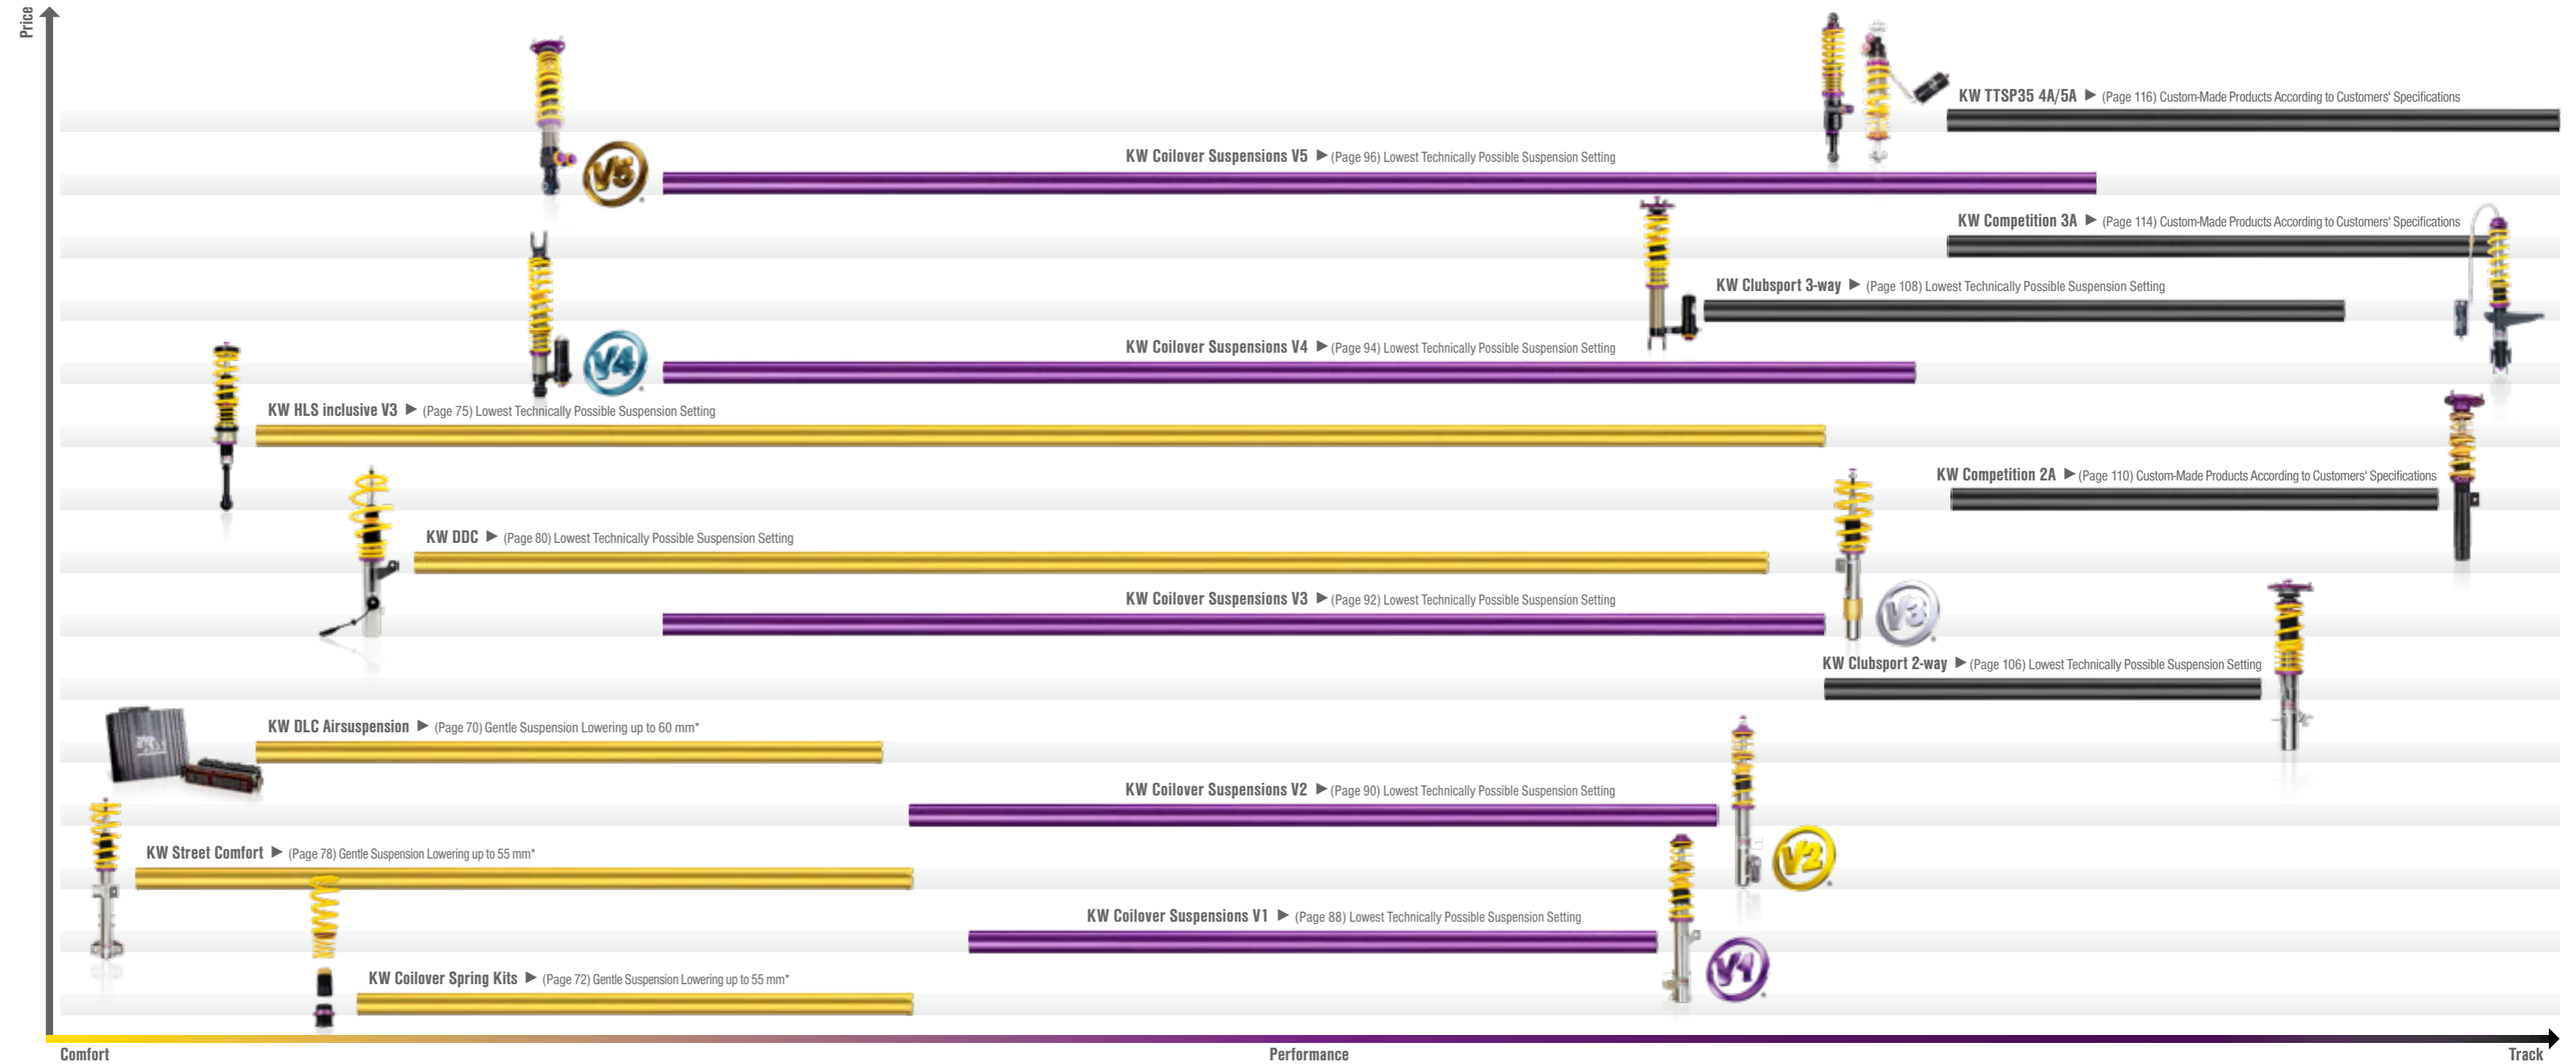 Price
KW TTSP35 4A/5A ► (Page 116) Custom-Made Products According to Customers' Specifications
KW Coilover Suspensions V5 ► (Page 96) Lowest Technically Possible Suspension Setting
V5
KW Competition 3A ► (Page 114) Custom-Made Products According to Customers' Specifications
KW Clubsport 3-way ► (Page 108) Lowest Technically Possible Suspension Setting
KW Coilover Suspensions V4 ► (Page 94) Lowest Technically Possible Suspension Setting
V4
KW HLS inclusive V3 ► (Page 75) Lowest Technically Possible Suspension Setting
KW Competition 2A ► (Page 110) Custom-Made Products According to Customers' Specifications
KW DDC ► (Page 80) Lowest Technically Possible Suspension Setting
KW Coilover Suspensions V3 ► (Page 92) Lowest Technically Possible Suspension Setting
V3
KW Clubsport 2-way ► (Page 106) Lowest Technically Possible Suspension Setting
KW DLC Airsuspension ► (Page 70) Gentle Suspension Lowering up to 60 mm*
KW Coilover Suspensions V2 ► (Page 90) Lowest Technically Possible Suspension Setting
V2
KW Street Comfort ► (Page 78) Gentle Suspension Lowering up to 55 mm*
KW Coilover Suspensions V1 ► (Page 88) Lowest Technically Possible Suspension Setting
V1
KW Coilover Spring Kits ► (Page 72) Gentle Suspension Lowering up to 55 mm*
Comfort
Performance
Track